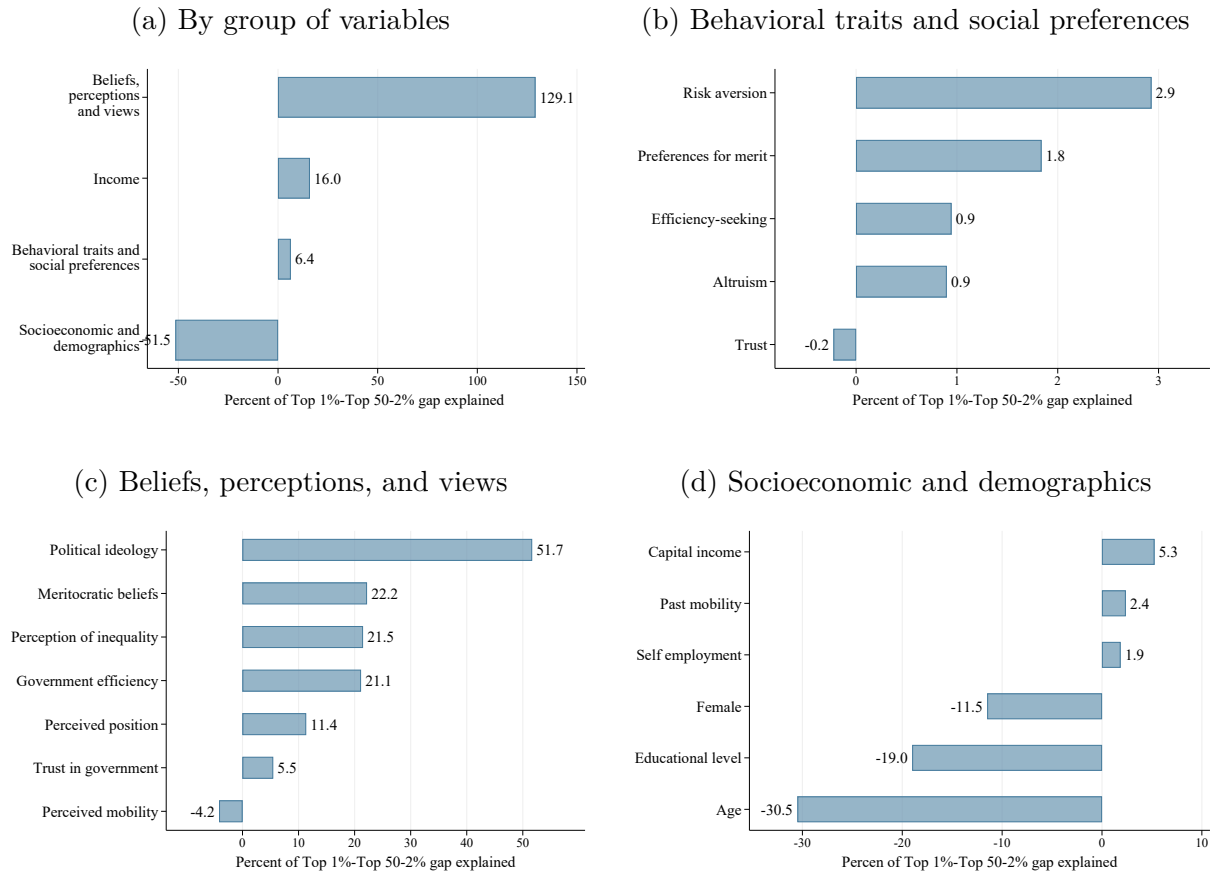 (a) By group of variables
Beliefs,
perceptions
and views
129.1
Income
16.0
Behavioral traits and
social preferences
6.4
Socioeconomic and
demographics
-51.5
-50
0
50
100
150
Percent of Top 1%-Top 50-2% gap explained
(b) Behavioral traits and social preferences
Risk aversion
2.9
Preferences for merit
1.8
Efficiency-seeking
0.9
Altruism
0.9
Trust
-0.2
0
1
2
3
Percent of Top 1%-Top 50-2% gap explained
(c) Beliefs, perceptions, and views
Political ideology
51.7
Meritocratic beliefs
22.2
Perception of inequality
21.5
Government efficiency
21.1
Perceived position
11.4
Trust in government
5.5
Perceived mobility
-4.2
0
10
20
30
40
50
Percent of Top 1%-Top 50-2% gap explained
(d) Socioeconomic and demographics
Capital income
5.3
Past mobility
2.4
Self employment
1.9
Female
-11.5
Educational level
-19.0
Age
-30.5
-30
-20
-10
0
10
Percen of Top 1%-Top 50-2% gap explained